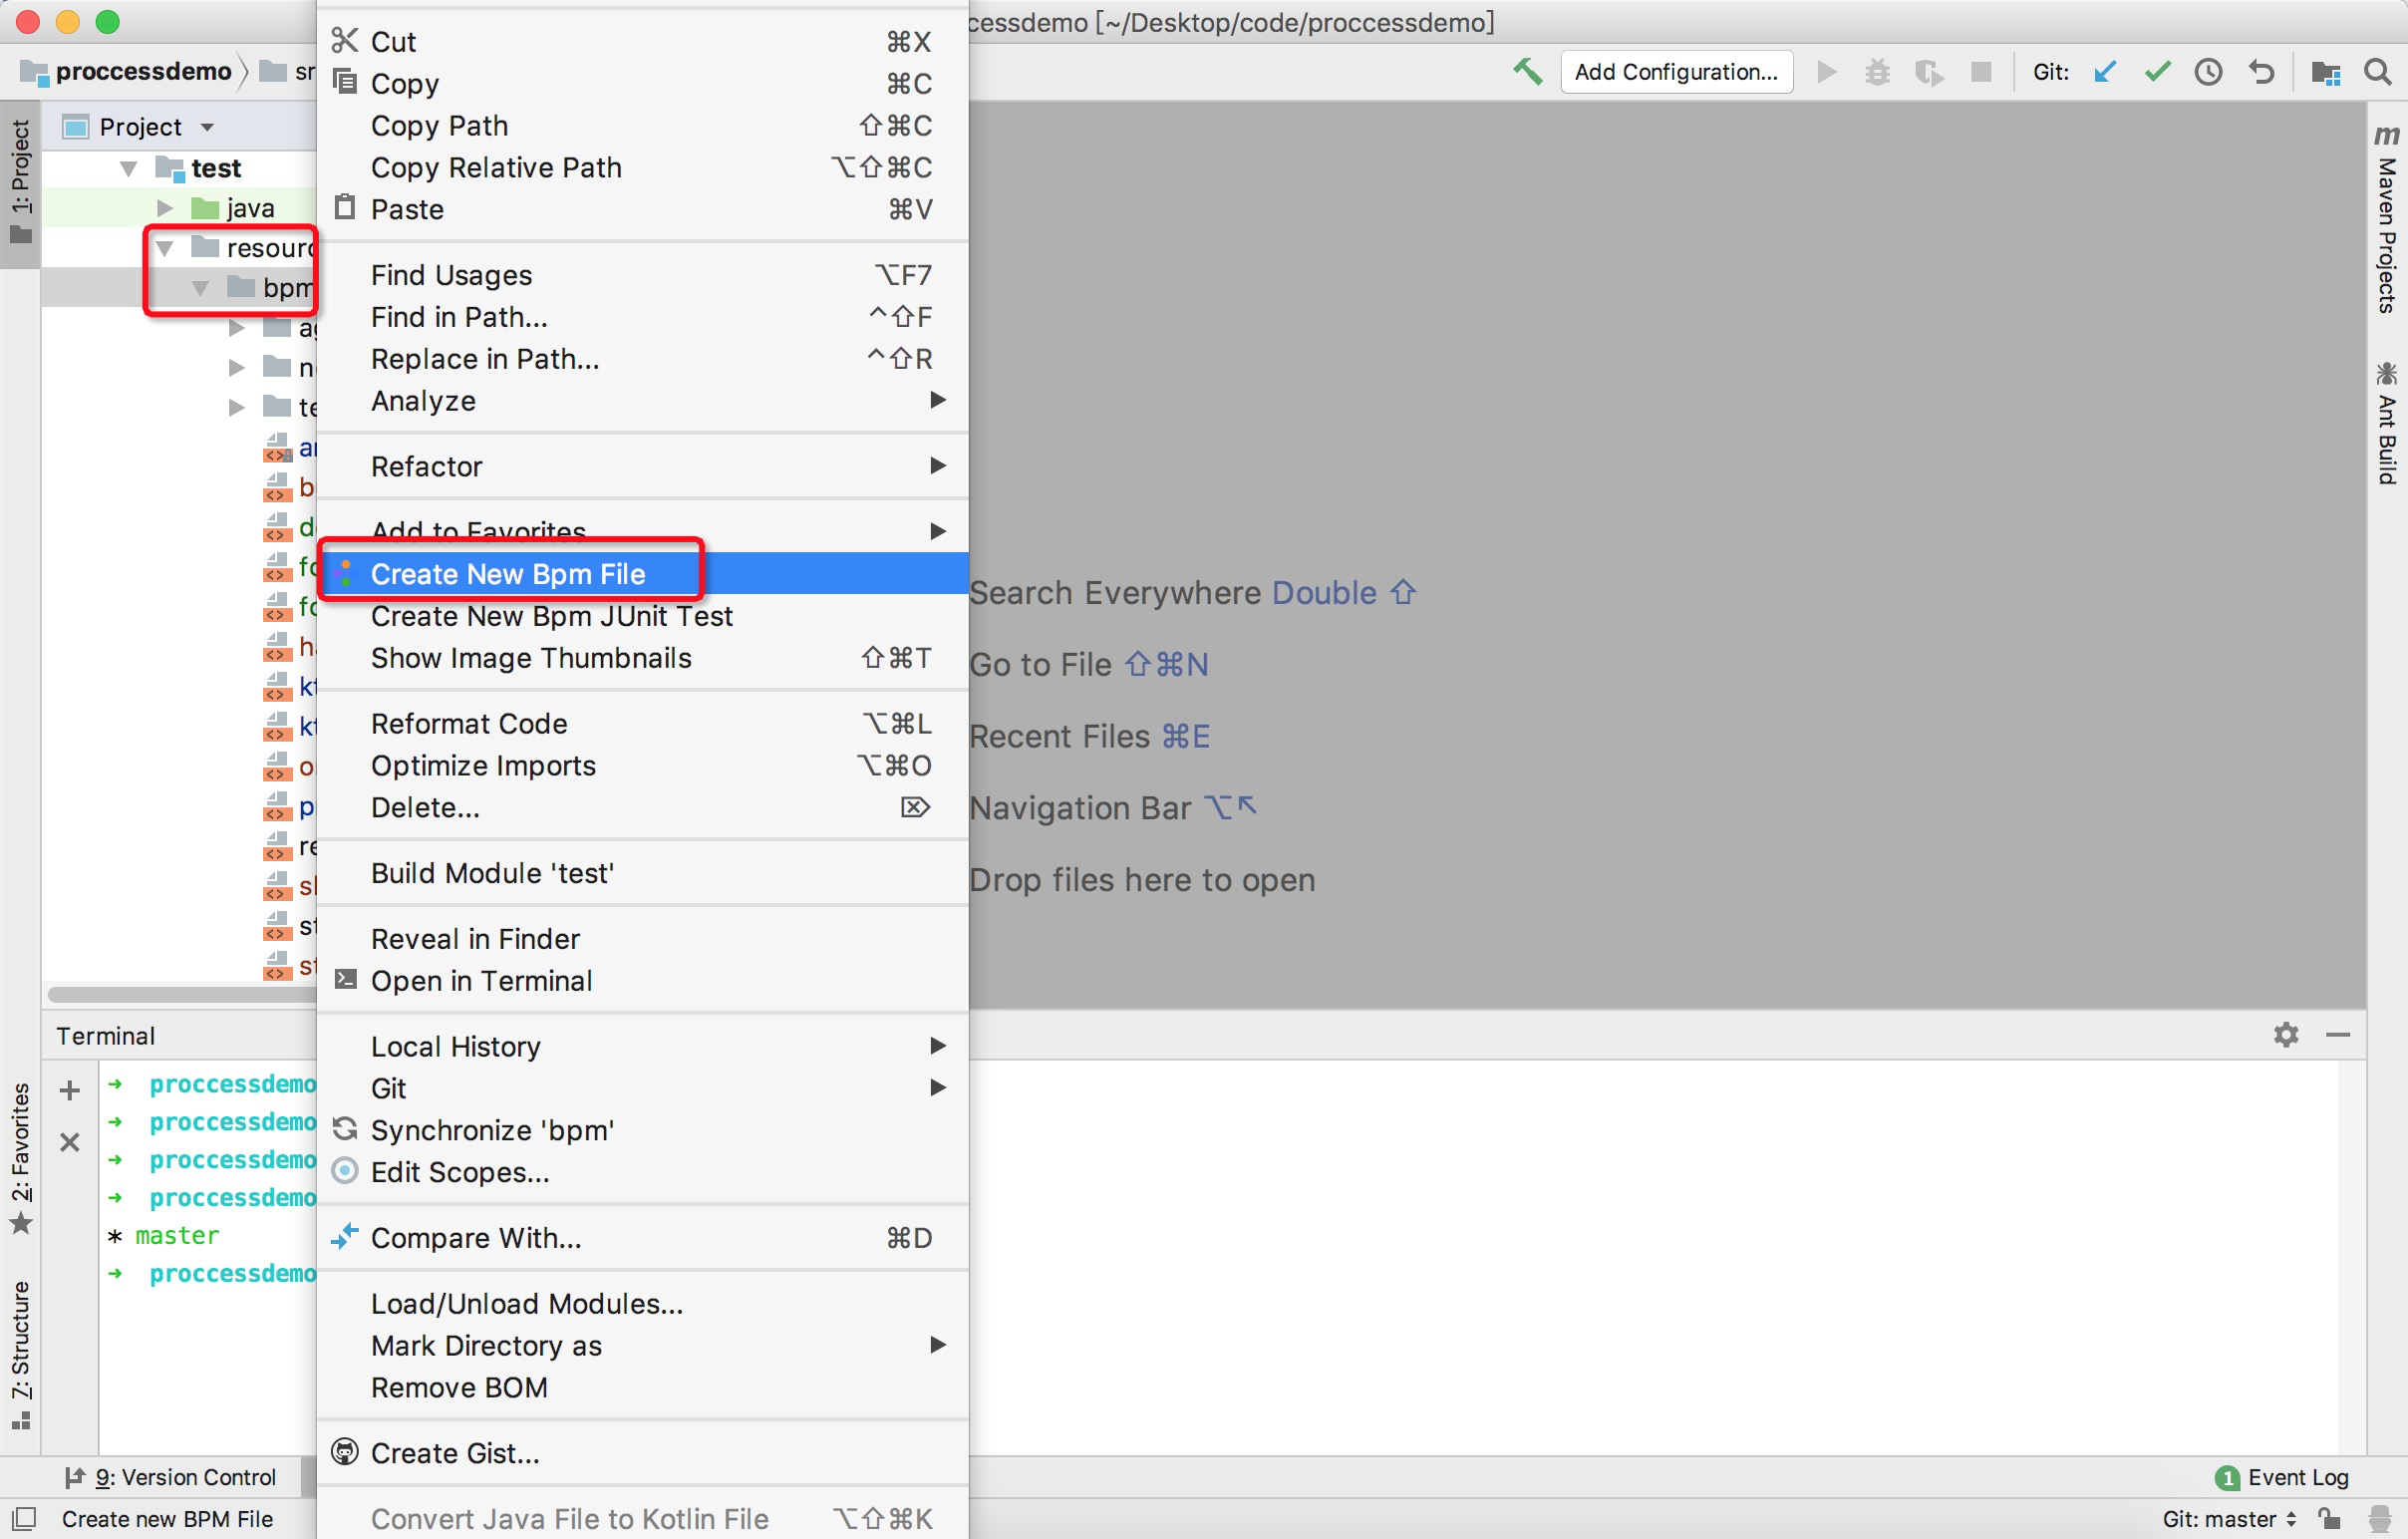 cessdemo [~/Desktop/code/proccessdemo]
proccessdemo
Add Configuration...
Git:
1: Project
Project
test
java
bpm
Cut ⌘X
Copy ⌘C
Copy Path ⇧⌘C
Copy Relative Path ⌥⇧⌘C
Paste ⌘V
Find Usages ⌥F7
Find in Path... ^⇧F
Replace in Path... ^⇧R
Analyze
Refactor
Add to Favorites
Create New Bpm File
Create New Bpm JUnit Test
Show Image Thumbnails ⇧⌘T
Reformat Code ⌥⌘L
Optimize Imports ⌥⌘O
Delete... ⌦
Build Module 'test'
Reveal in Finder
Open in Terminal
Local History
Git
Synchronize 'bpm'
Edit Scopes...
Compare With... ⌘D
Load/Unload Modules...
Mark Directory as
Remove BOM
Create Gist...
Convert Java File to Kotlin File ⌥⇧⌘K
Search Everywhere Double ⇧
Go to File ⇧⌘N
Recent Files ⌘E
Navigation Bar ⌥↖
Drop files here to open
Maven Projects
Ant Build
Terminal
➜ proccessdemo
➜ proccessdemo
➜ proccessdemo
➜ proccessdemo
* master
➜ proccessdemo
2: Favorites
7: Structure
9: Version Control
1 Event Log
Create new BPM File
Git: master